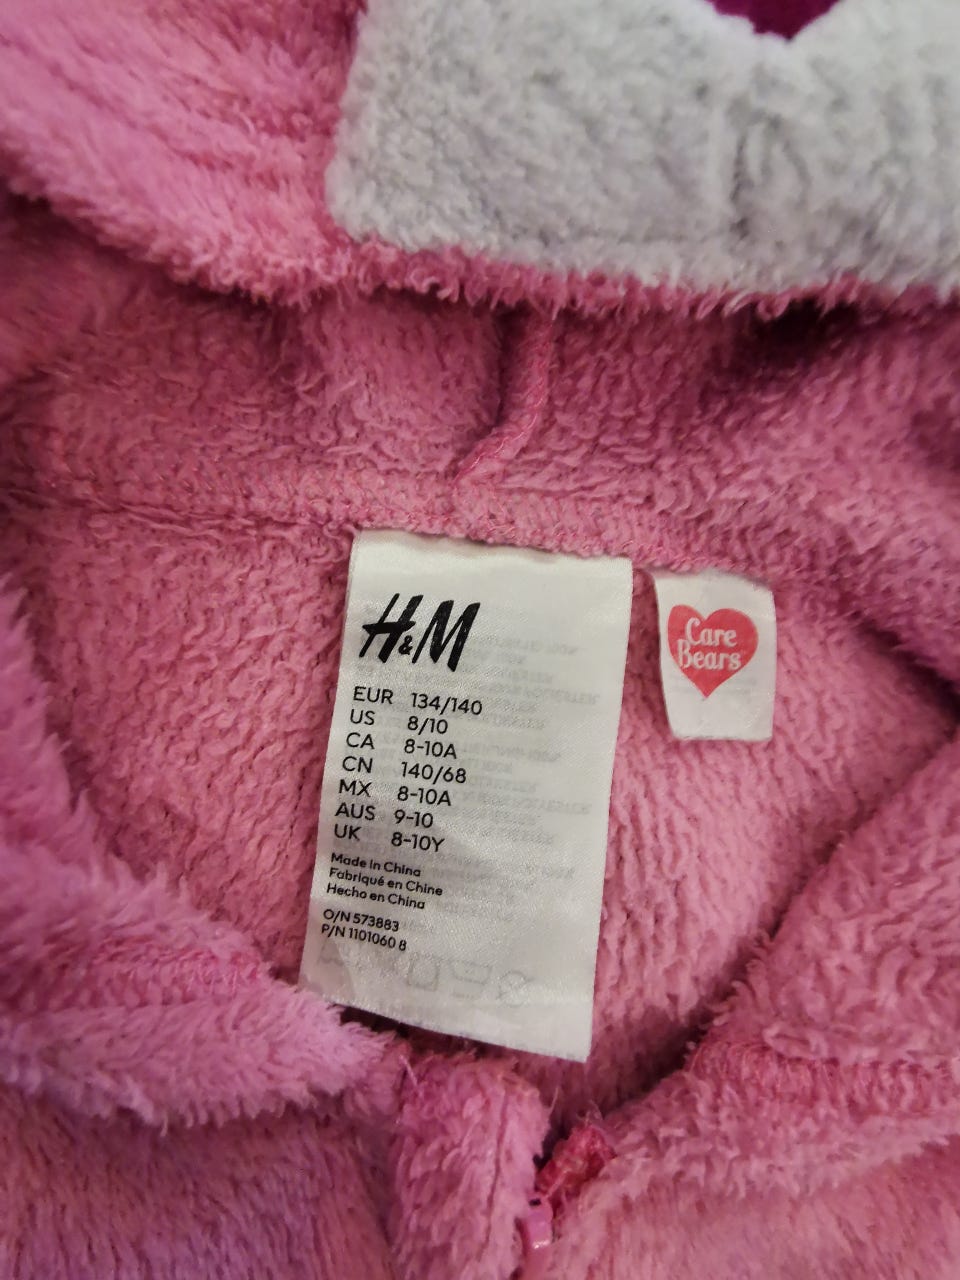 H&M
EUR 134/140
US 8/10
CA 8-10A
CN 140/68
MX 8-10A
AUS 9-10
UK 8-10Y
Made in China
Fabriqué en Chine
Hecho en China
O/N 573883
P/N 1101060 8
Care
Bears